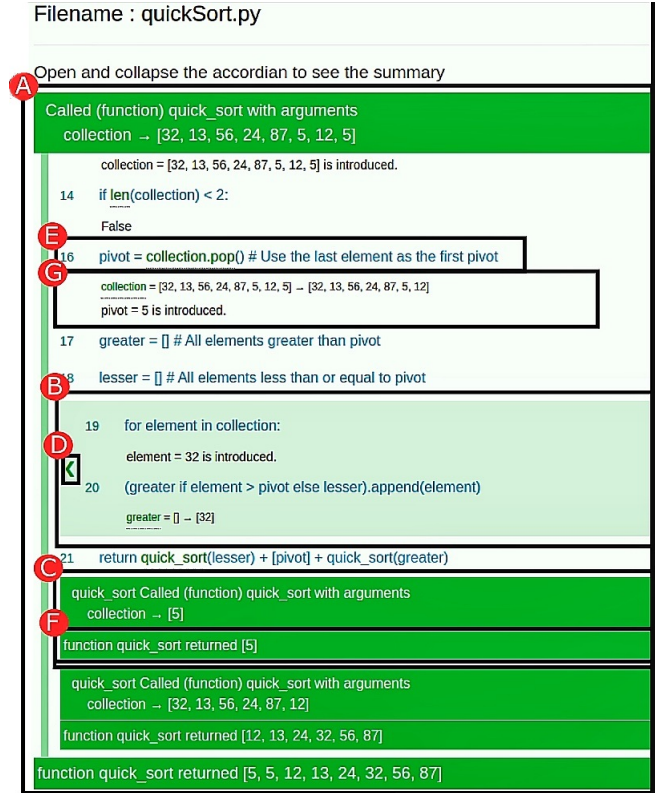 Filename : quickSort.py
Open and collapse the accordian to see the summary
A
Called (function) quick_sort with arguments
collection → [32, 13, 56, 24, 87, 5, 12, 5]
collection = [32, 13, 56, 24, 87, 5, 12, 5] is introduced.
14 if len(collection) < 2:
False
E
16 pivot = collection.pop() # Use the last element as the first pivot
G
collection = [32, 13, 56, 24, 87, 5, 12, 5] → [32, 13, 56, 24, 87, 5, 12]
pivot = 5 is introduced.
17 greater = [] # All elements greater than pivot
18 lesser = [] # All elements less than or equal to pivot
B
19 for element in collection:
D
element = 32 is introduced.
20 (greater if element > pivot else lesser).append(element)
greater = [] → [32]
21 return quick_sort(lesser) + [pivot] + quick_sort(greater)
C
quick_sort Called (function) quick_sort with arguments
collection → [5]
F
function quick_sort returned [5]
quick_sort Called (function) quick_sort with arguments
collection → [32, 13, 56, 24, 87, 12]
function quick_sort returned [12, 13, 24, 32, 56, 87]
function quick_sort returned [5, 5, 12, 13, 24, 32, 56, 87]